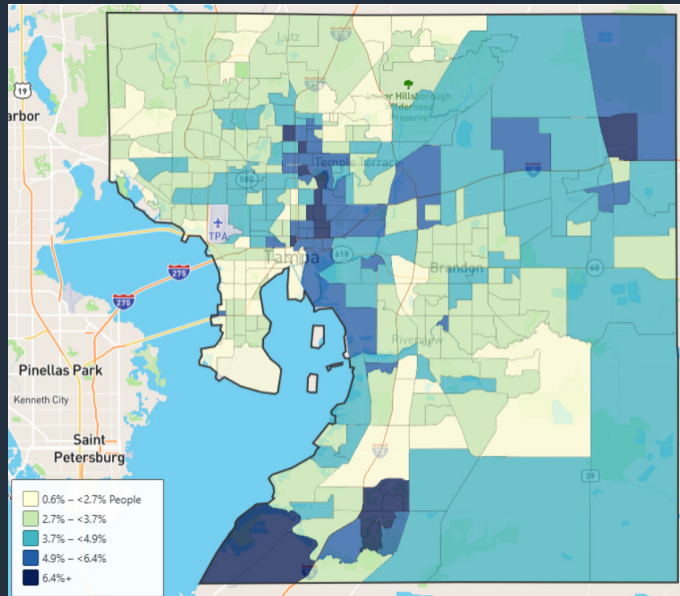 Lutz
19
arbor
Lower Hillsborough
Wilderness
Preserve
Temple Terrace
580
TPA
Tampa
618
275
Brandon
60
275
Riverview
Pinellas Park
Kenneth City
Saint
Petersburg
39
0.6% – <2.7% People
2.7% – <3.7%
3.7% – <4.9%
4.9% – <6.4%
6.4%+